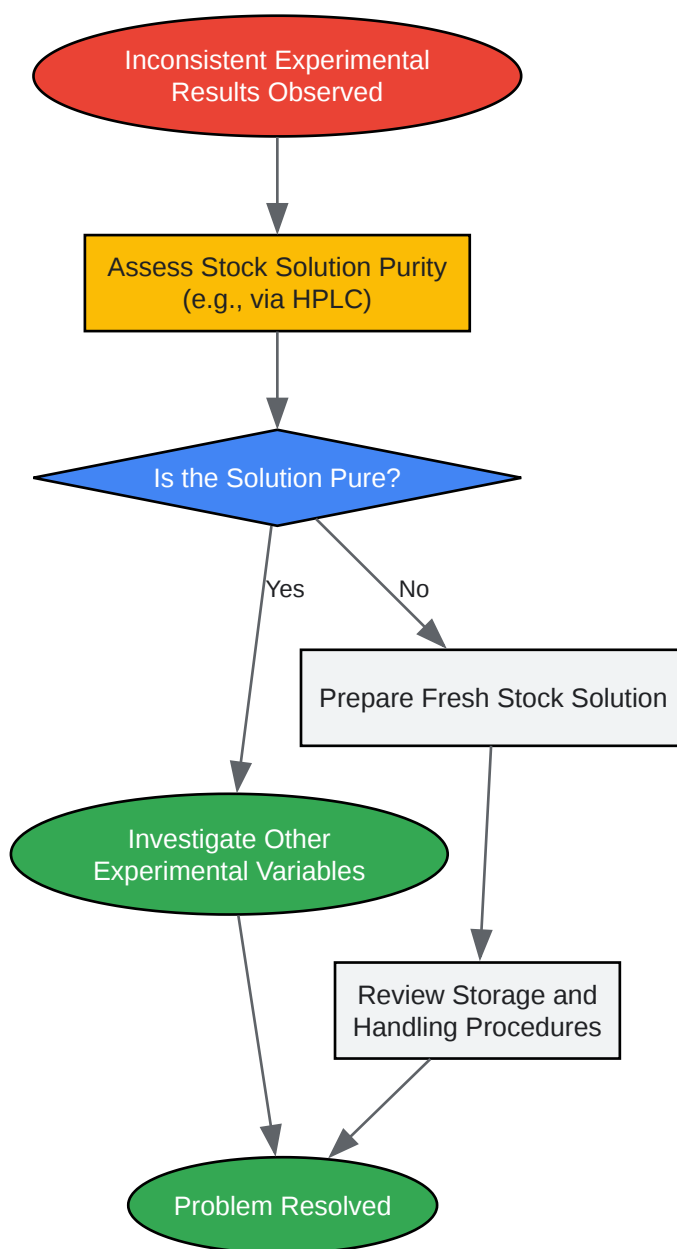 Inconsistent Experimental
Results Observed
Assess Stock Solution Purity
(e.g., via HPLC)
Is the Solution Pure?
Yes
No
Prepare Fresh Stock Solution
Investigate Other
Experimental Variables
Review Storage and
Handling Procedures
Problem Resolved